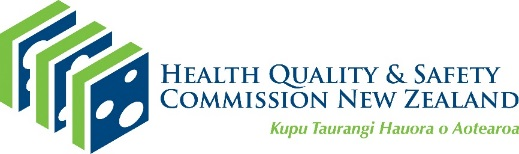 HEALTH QUALITY & SAFETY
COMMISSION NEW ZEALAND
Kupu Taurangi Hauora o Aotearoa